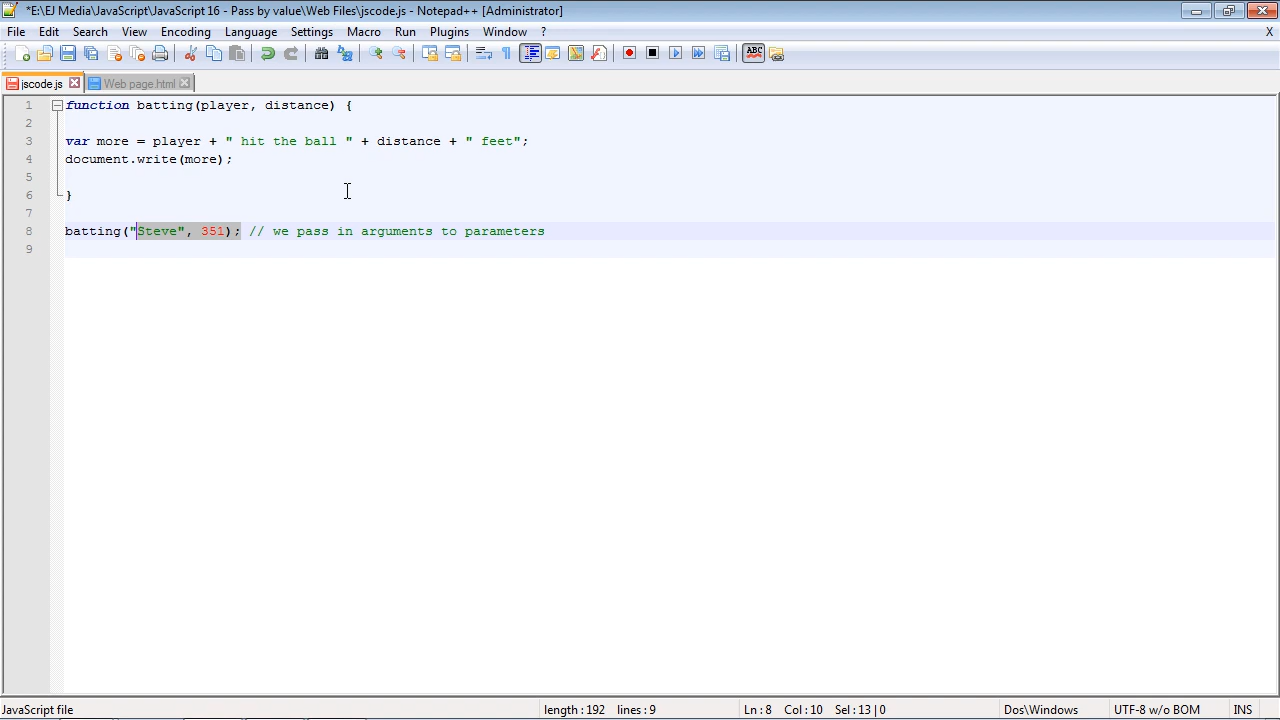 *E:\EJ Media\JavaScript\JavaScript 16 - Pass by value\Web Files\jscode.js - Notepad++ [Administrator]
File Edit Search View Encoding Language Settings Macro Run Plugins Window ? X
ABC
jscode.js Web page.html
1 function batting(player, distance) {
2
3 var more = player + " hit the ball " + distance + " feet";
4 document.write(more);
5
6 }
7
8 batting("Steve", 351); // we pass in arguments to parameters
9
JavaScript file length : 192 lines : 9 Ln : 8 Col : 10 Sel : 13 | 0 Dos\Windows UTF-8 w/o BOM INS